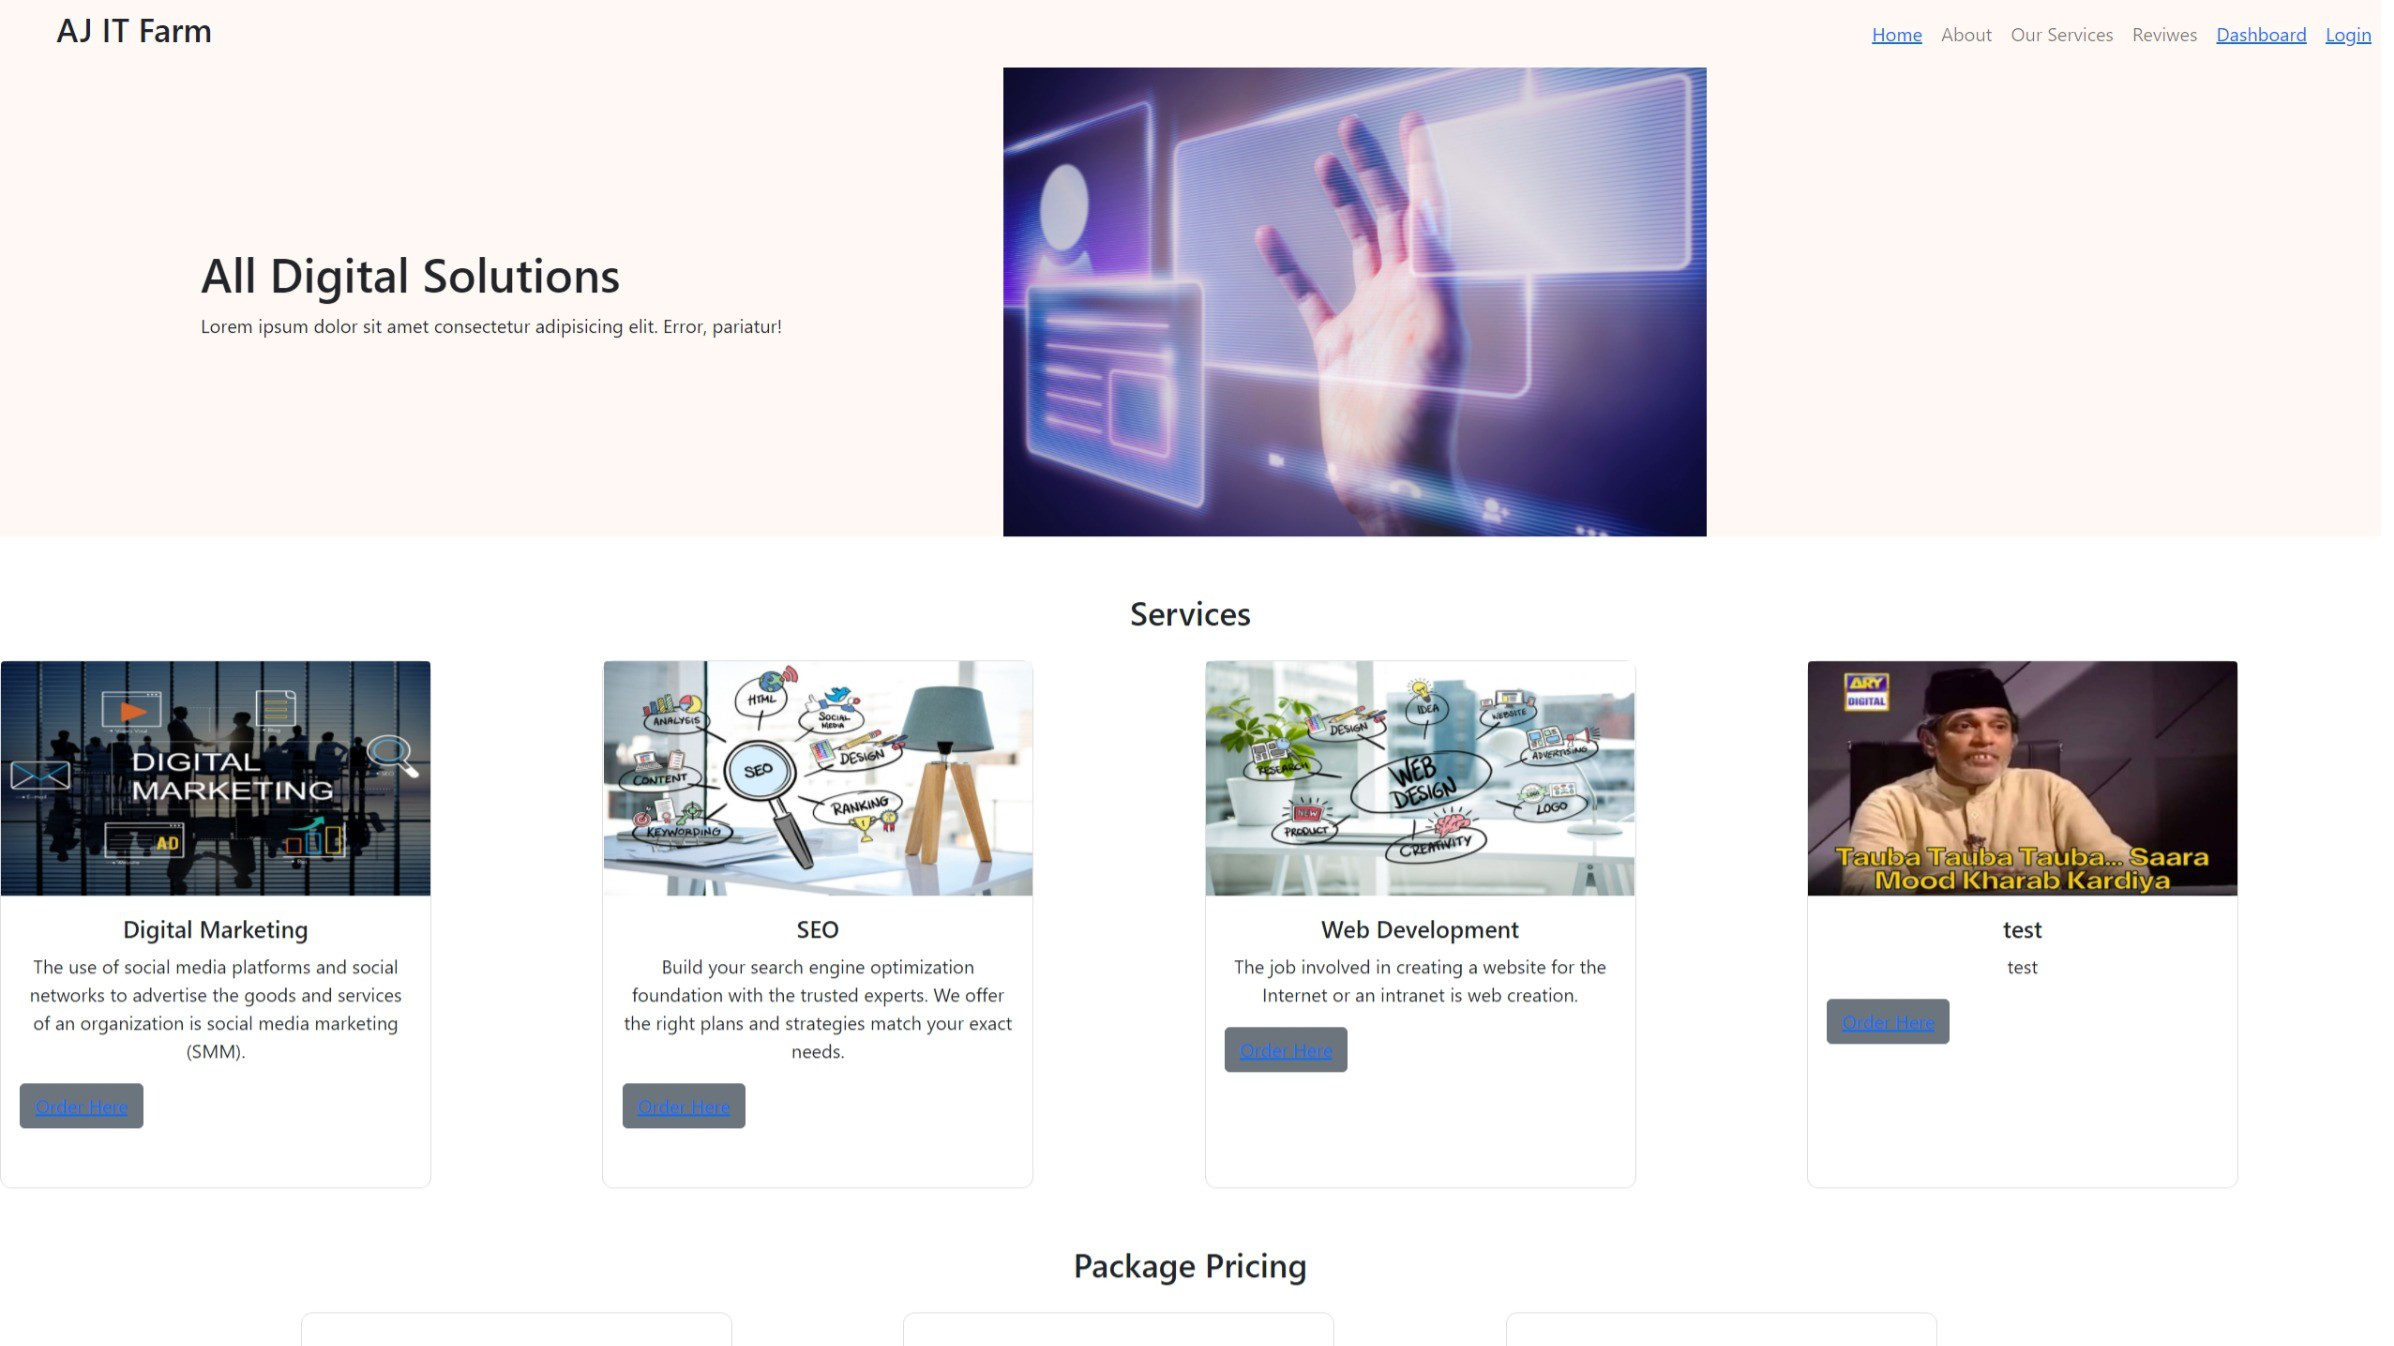 AJ IT Farm
Home About Our Services Reviwes Dashboard Login
All Digital Solutions
Lorem ipsum dolor sit amet consectetur adipisicing elit. Error, pariatur!
Services
DIGITAL
MARKETING
AD
HTML
ANALYSIS
SOCIAL
MEDIA
DESIGN
SEO
CONTENT
RANKING
KEYWORDING
IDEA
WEBSITE
DESIGN
ADVERTISING
RESEARCH
WEB
DESIGN
LOGO
NEW
PRODUCT
CREATIVITY
ARY
DIGITAL
Tauba Tauba Tauba... Saara
Mood Kharab Kardiya
Digital Marketing
The use of social media platforms and social
networks to advertise the goods and services
of an organization is social media marketing
(SMM).
Order Here
SEO
Build your search engine optimization
foundation with the trusted experts. We offer
the right plans and strategies match your exact
needs.
Order Here
Web Development
The job involved in creating a website for the
Internet or an intranet is web creation.
Order Here
test
test
Order Here
Package Pricing